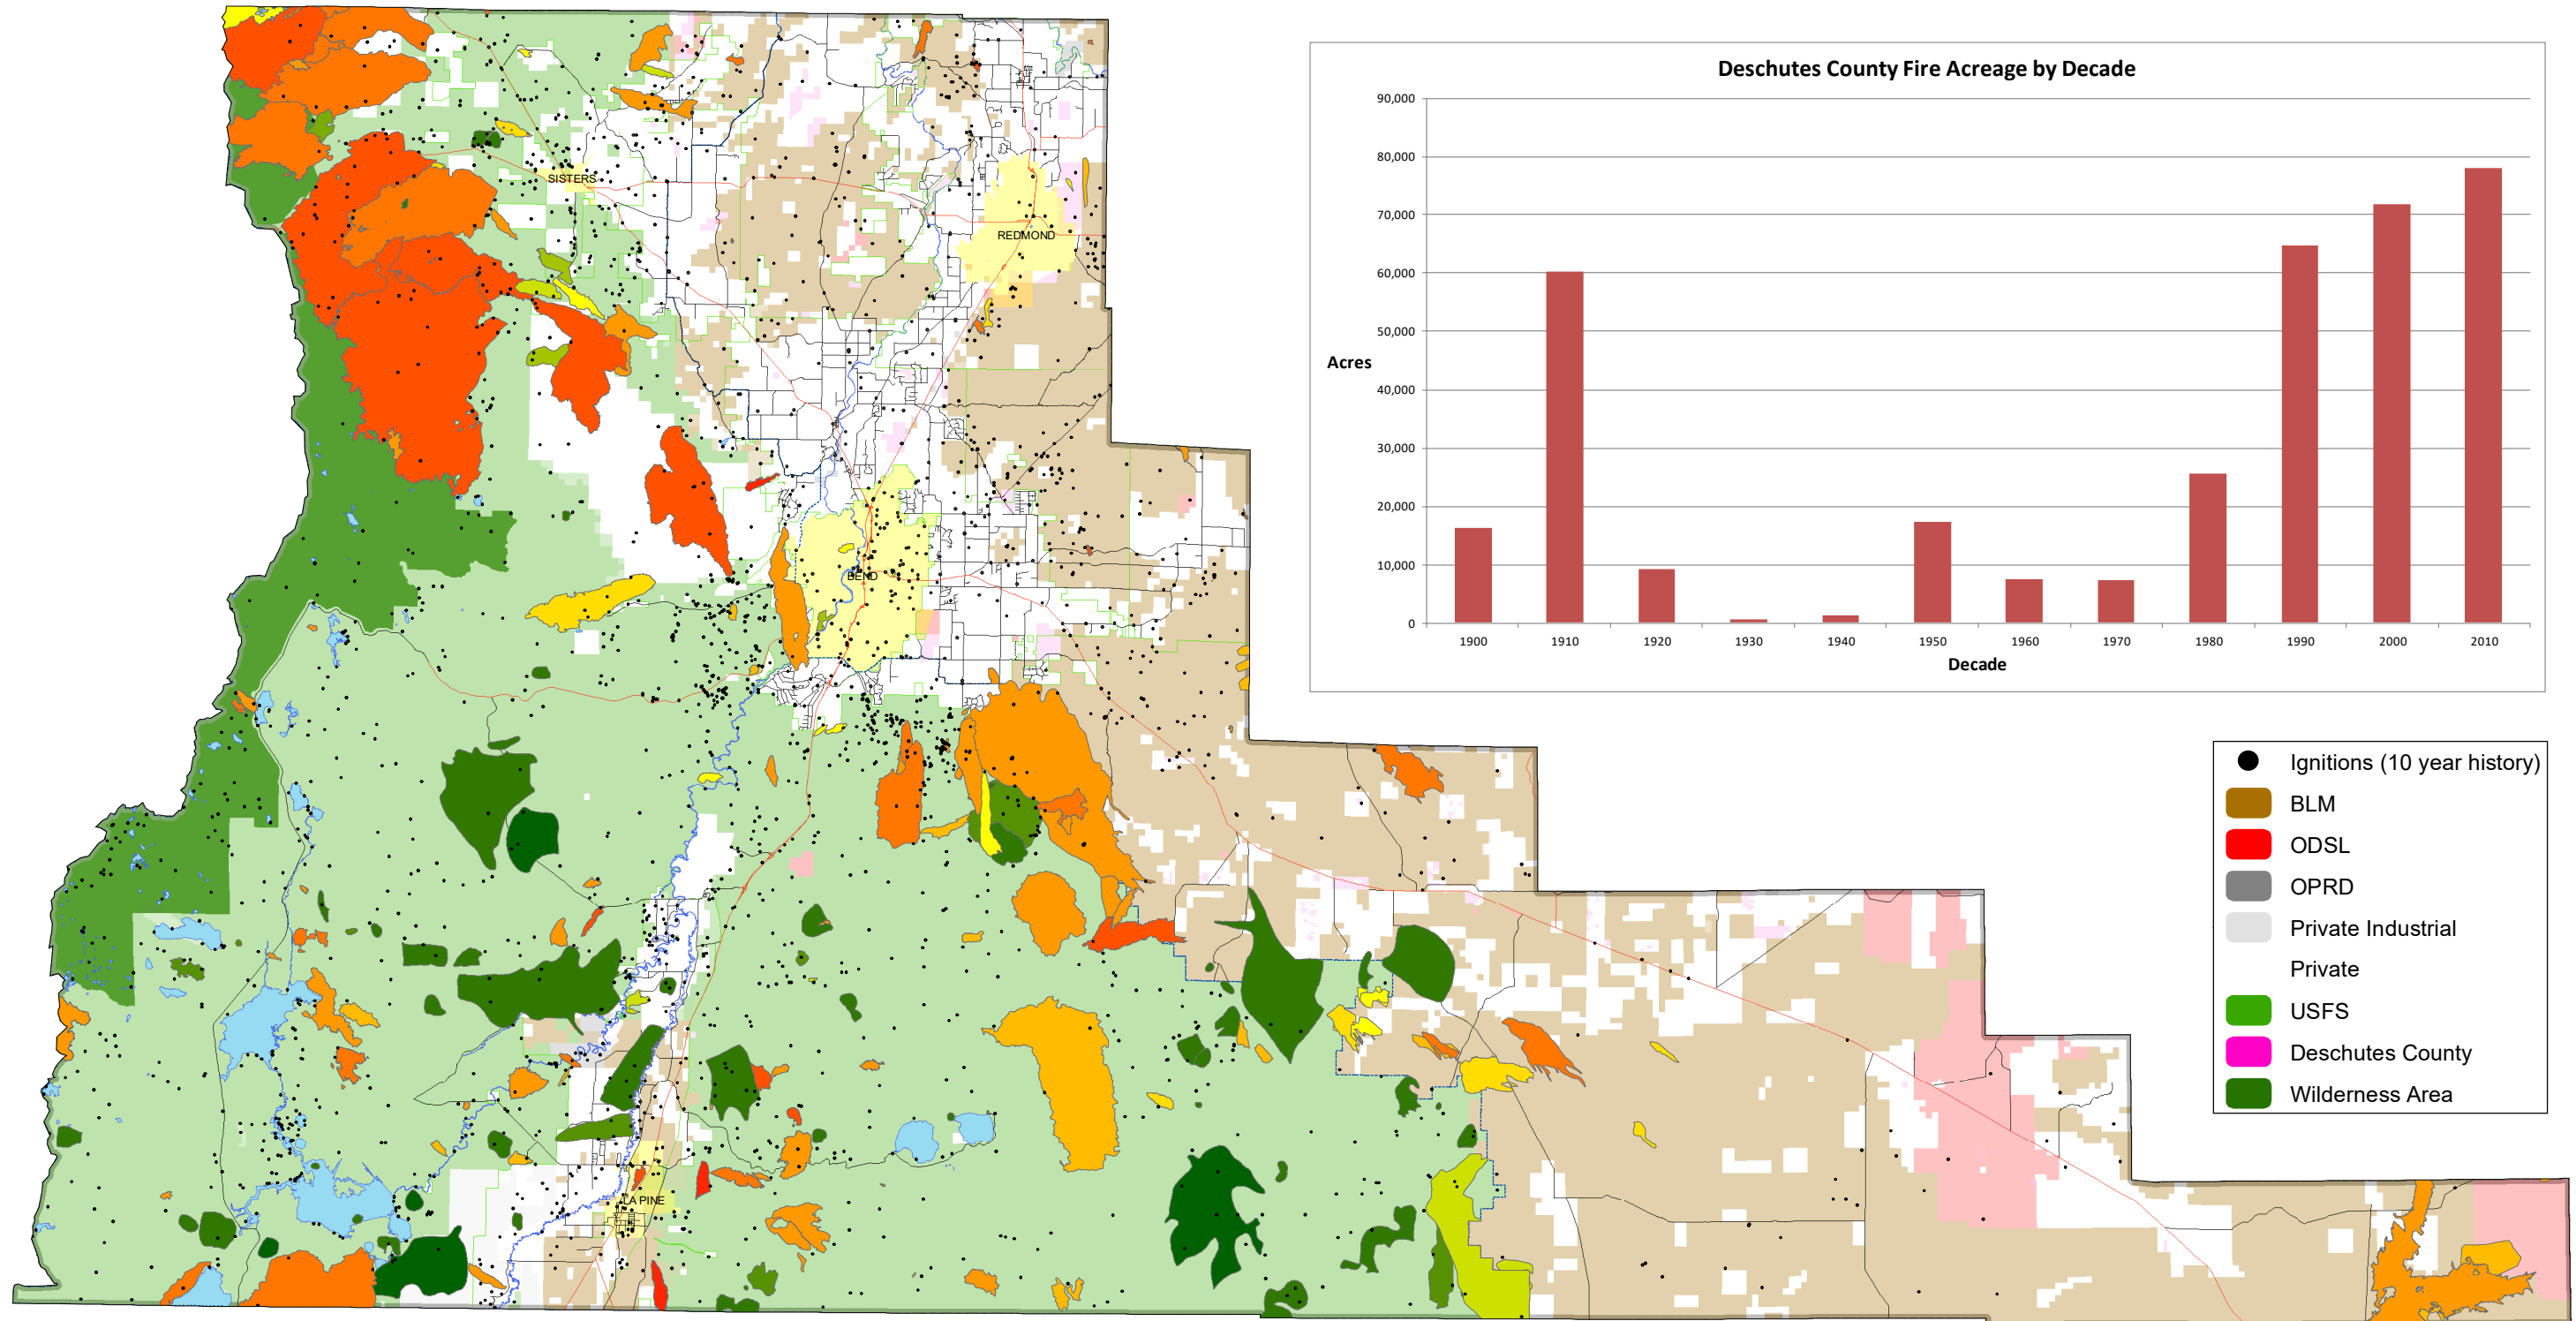 Deschutes County Fire Acreage by Decade
90,000
80,000
70,000
60,000
50,000
Acres
40,000
30,000
20,000
10,000
0
1900 1910 1920 1930 1940 1950 1960 1970 1980 1990 2000 2010
Decade
SISTERS
REDMOND
BEND
LA PINE
Ignitions (10 year history)
BLM
ODSL
OPRD
Private Industrial
Private
USFS
Deschutes County
Wilderness Area